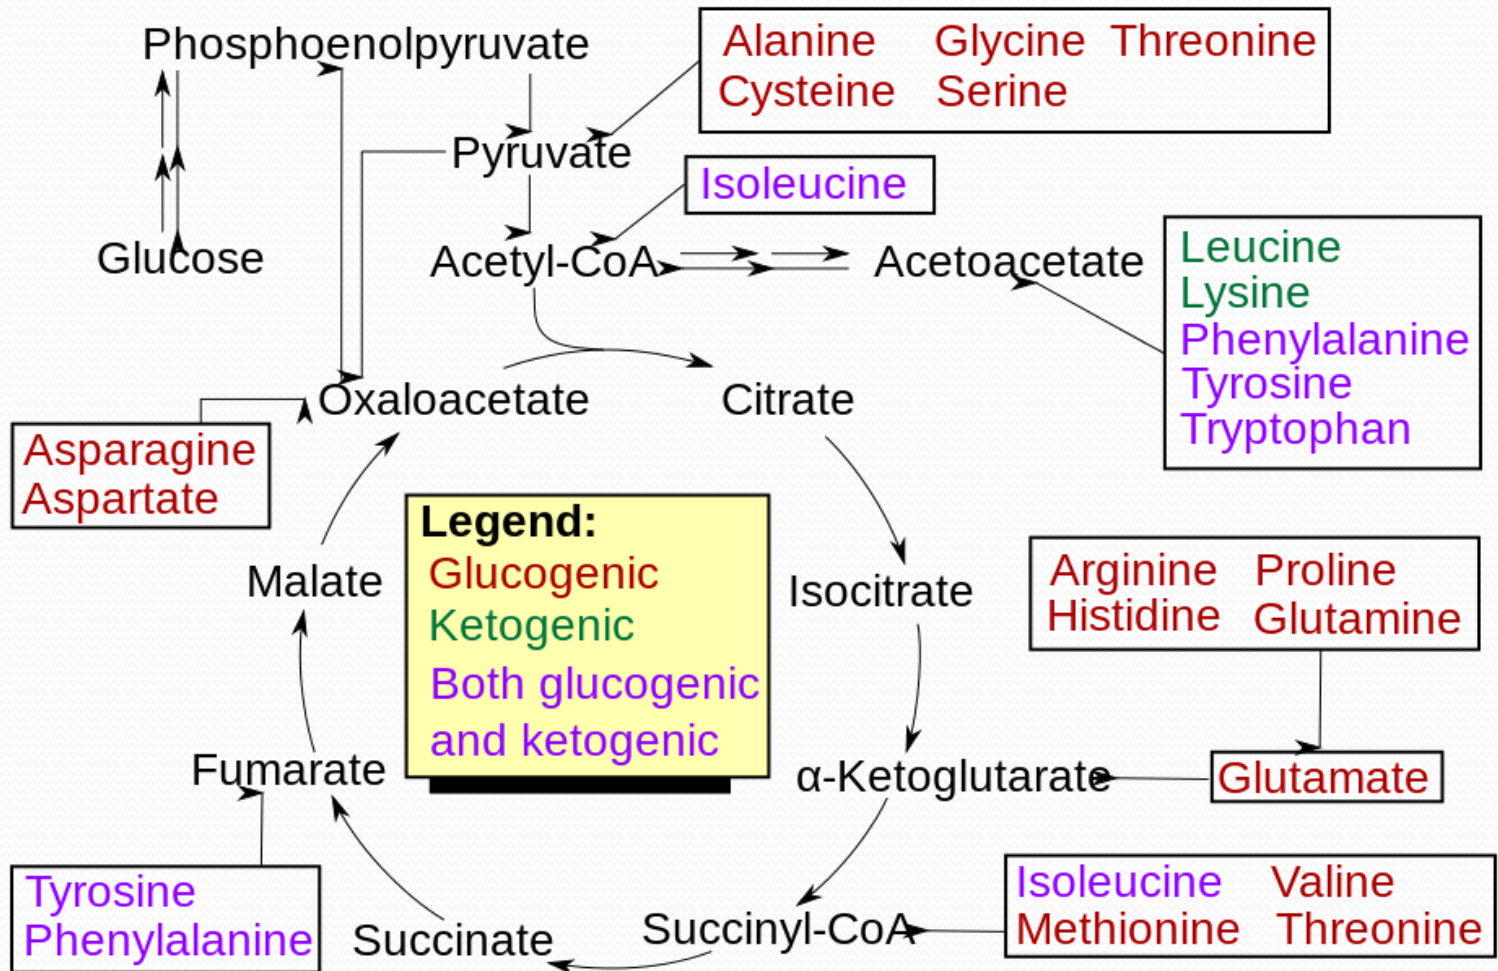 Phosphoenolpyruvate
Alanine Glycine Threonine
Cysteine Serine
Pyruvate
Isoleucine
Glucose
Acetyl-CoA
Acetoacetate
Leucine
Lysine
Phenylalanine
Tyrosine
Tryptophan
Oxaloacetate
Citrate
Asparagine
Aspartate
Legend:
Glucogenic
Ketogenic
Both glucogenic
and ketogenic
Malate
Isocitrate
Arginine Proline
Histidine Glutamine
Fumarate
α-Ketoglutarate
Glutamate
Tyrosine
Phenylalanine
Succinate
Succinyl-CoA
Isoleucine Valine
Methionine Threonine